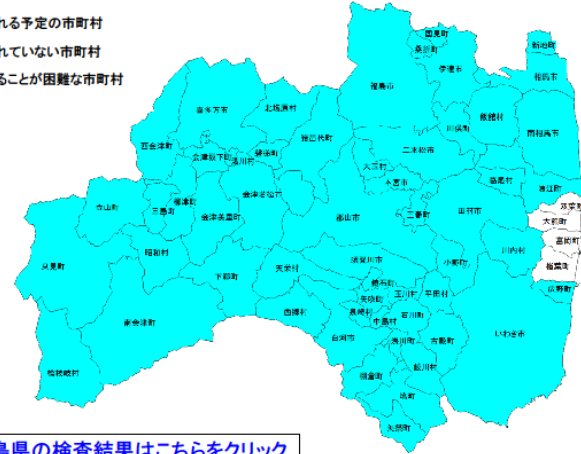 れる予定の市町村
れていない市町村
ることが困難な市町村
国見町
桑折町
新地町
伊達市
相馬市
福島市
喜多方市
北塩原村
飯舘村
川俣町
南相馬市
猪苗代町
西会津町
二本松市
会津坂下町
湯川村
磐梯町
大玉村
本宮市
葛尾村
浪江町
会津若松市
金山町
柳津町
三島町
会津美里町
郡山市
三春町
田村市
双葉町
大熊町
富岡町
昭和村
川内村
只見町
須賀川市
小野町
楢葉町
下郷町
天栄村
鏡石町
広野町
玉川村
平田村
矢吹町
西郷村
泉崎村
中島村
石川町
南会津町
白河市
浅川町
古殿町
いわき市
鮫川村
檜枝岐村
棚倉町
塙町
矢祭町
島県の検査結果はこちらをクリック